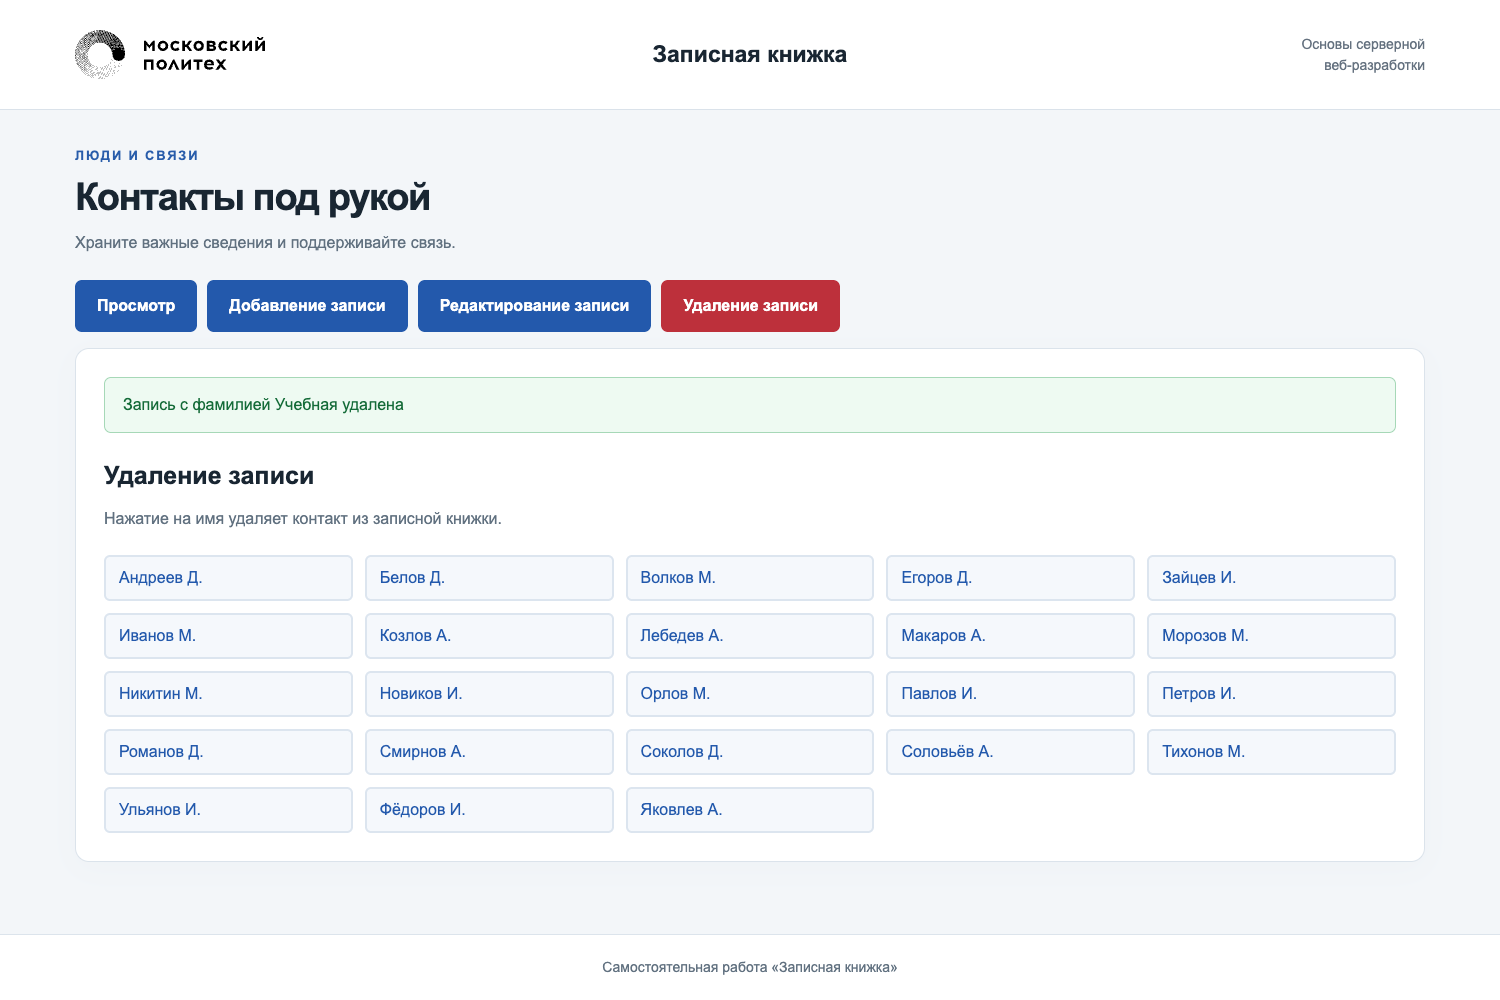 московский
политех
Записная книжка
Основы серверной
веб-разработки
ЛЮДИ И СВЯЗИ
Контакты под рукой
Храните важные сведения и поддерживайте связь.
Просмотр
Добавление записи
Редактирование записи
Удаление записи
Запись с фамилией Учебная удалена
Удаление записи
Нажатие на имя удаляет контакт из записной книжки.
Андреев Д.
Белов Д.
Волков М.
Егоров Д.
Зайцев И.
Иванов М.
Козлов А.
Лебедев А.
Макаров А.
Морозов М.
Никитин М.
Новиков И.
Орлов М.
Павлов И.
Петров И.
Романов Д.
Смирнов А.
Соколов Д.
Соловьёв А.
Тихонов М.
Ульянов И.
Фёдоров И.
Яковлев А.
Самостоятельная работа «Записная книжка»